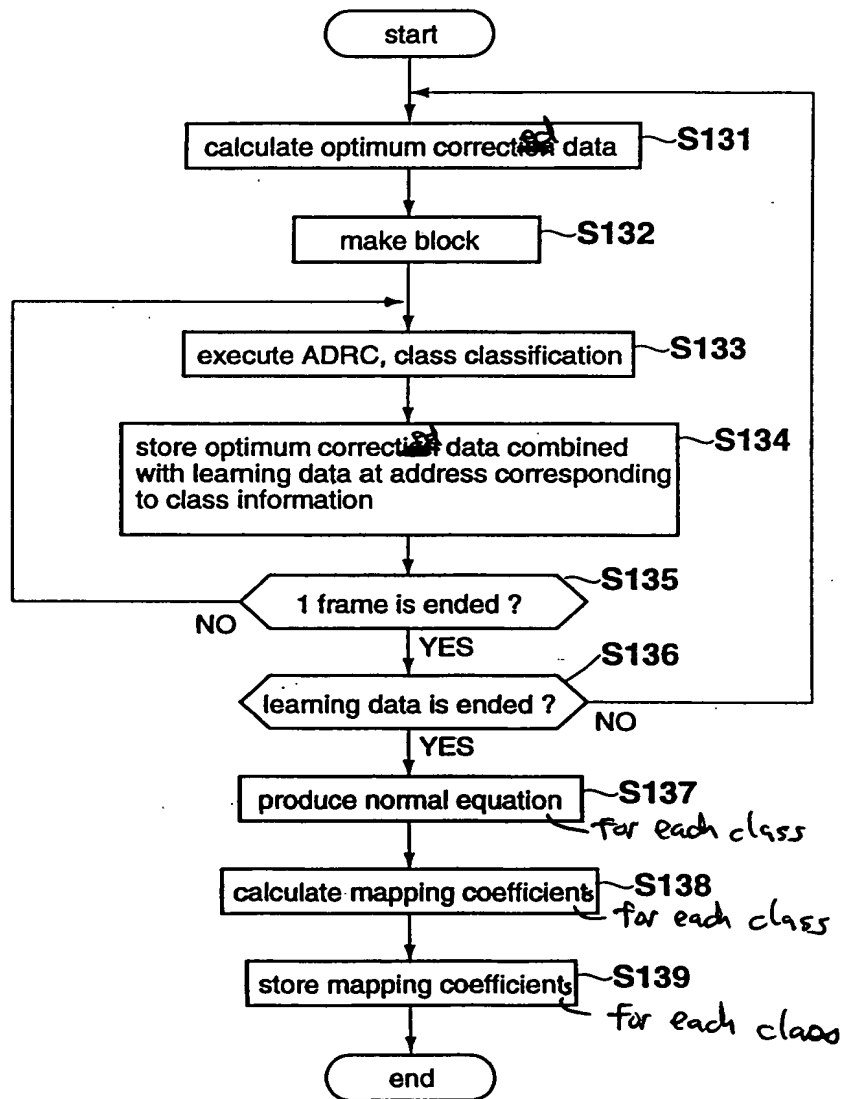 start
calculate optimum corrected data
S131
make block
S132
execute ADRC, class classification
S133
store optimum corrected data combined
with learning data at address corresponding
to class information
S134
1 frame is ended ?
S135
NO
YES
learning data is ended ?
S136
NO
YES
produce normal equation
S137
for each class
calculate mapping coefficients
S138
for each class
store mapping coefficients
S139
for each class
end